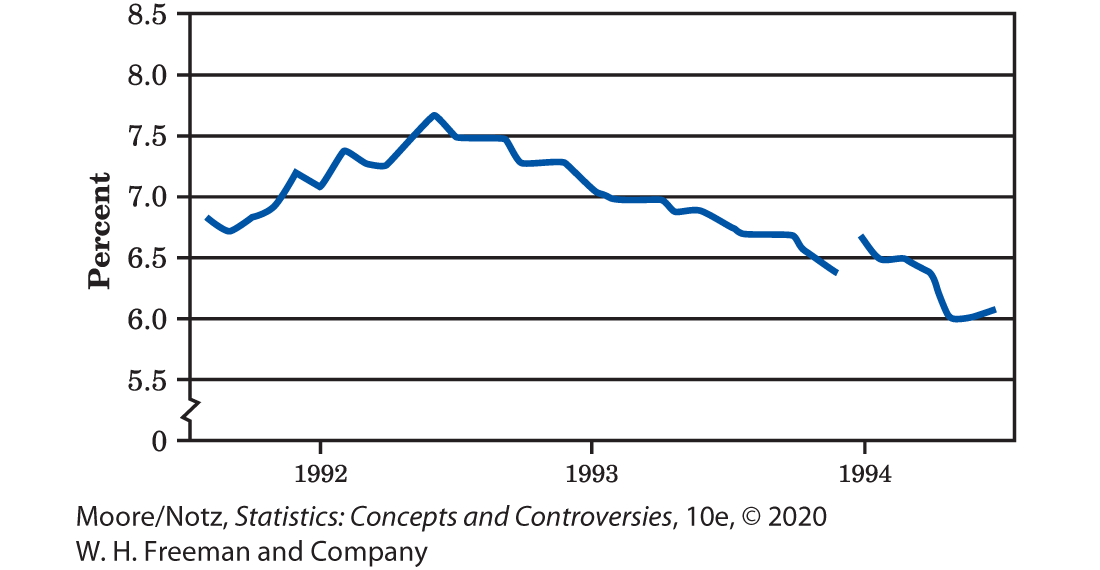 8.5
8.0
7.5
7.0
6.5
6.0
5.5
0
Percent
1992 1993 1994
Moore/Notz, Statistics: Concepts and Controversies, 10e, © 2020
W. H. Freeman and Company